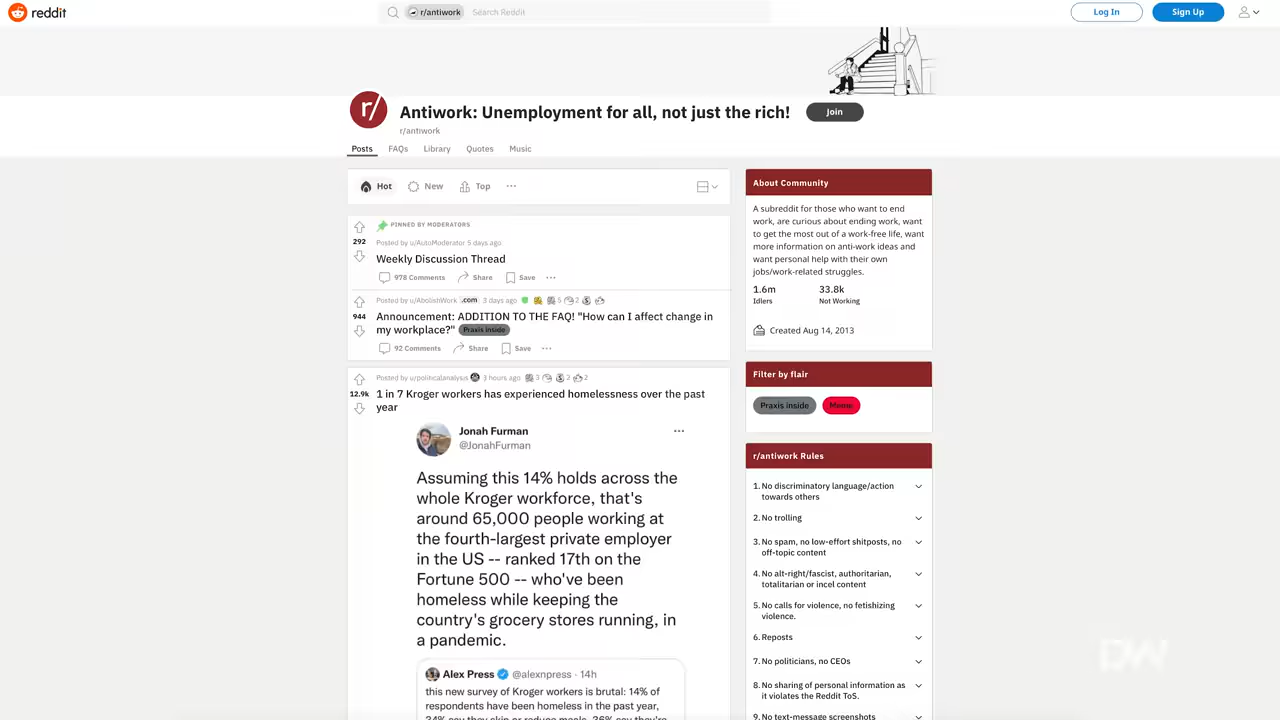 reddit
r/antiwork Search Reddit
Log In
Sign Up
r/
Antiwork: Unemployment for all, not just the rich!
Join
r/antiwork
Posts FAQs Library Quotes Music
Hot New Top
PINNED BY MODERATORS
292
Posted by u/AutoModerator 5 days ago
Weekly Discussion Thread
978 Comments Share Save
Posted by u/AbolishWork .com 3 days ago 5 2
944
Announcement: ADDITION TO THE FAQ! "How can I affect change in
my workplace?" Praxis inside
92 Comments Share Save
Posted by u/politicalanalysis 3 hours ago 3 2 2
12.9k
1 in 7 Kroger workers has experienced homelessness over the past
year
Jonah Furman
@JonahFurman
Assuming this 14% holds across the
whole Kroger workforce, that's
around 65,000 people working at
the fourth-largest private employer
in the US -- ranked 17th on the
Fortune 500 -- who've been
homeless while keeping the
country's grocery stores running, in
a pandemic.
Alex Press @alexnpress · 14h
this new survey of Kroger workers is brutal: 14% of
respondents have been homeless in the past year,
About Community
A subreddit for those who want to end
work, are curious about ending work, want
to get the most out of a work-free life, want
more information on anti-work ideas and
want personal help with their own
jobs/work-related struggles.
1.6m 33.8k
Idlers Not Working
Created Aug 14, 2013
Filter by flair
Praxis inside Meme
r/antiwork Rules
1. No discriminatory language/action
towards others
2. No trolling
3. No spam, no low-effort shitposts, no
off-topic content
4. No alt-right/fascist, authoritarian,
totalitarian or incel content
5. No calls for violence, no fetishizing
violence.
6. Reposts
7. No politicians, no CEOs
8. No sharing of personal information as
it violates the Reddit ToS.
9. No text-message screenshots
DW